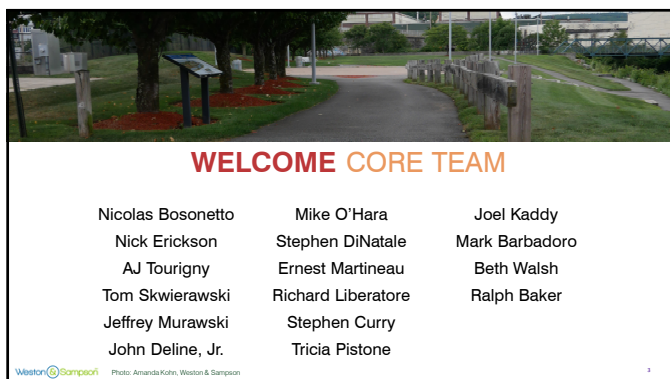 WELCOME CORE TEAM
Nicolas Bosonetto
Nick Erickson
AJ Tourigny
Tom Skwierawski
Jeffrey Murawski
John Deline, Jr.
Mike O’Hara
Stephen DiNatale
Ernest Martineau
Richard Liberatore
Stephen Curry
Tricia Pistone
Joel Kaddy
Mark Barbadoro
Beth Walsh
Ralph Baker
Weston & Sampson
Photo: Amanda Kohn, Weston & Sampson
3